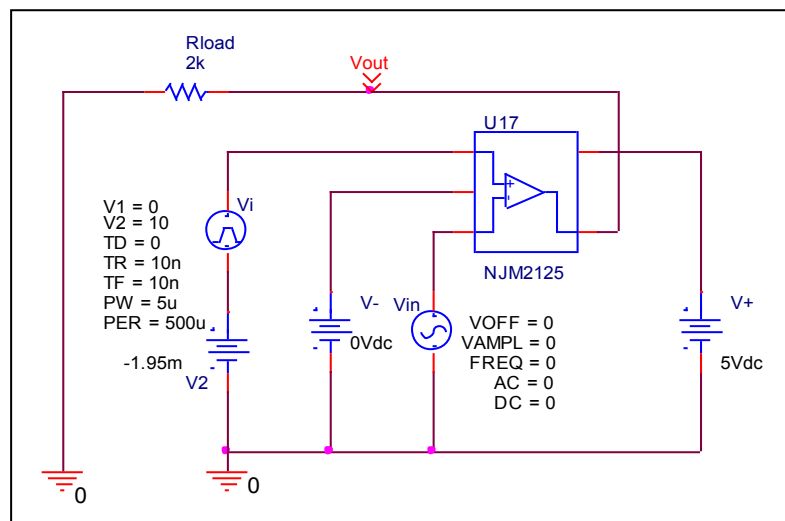 Rload
2k
Vout
U17
+
-
NJM2125
Vi
V1 = 0
V2 = 10
TD = 0
TR = 10n
TF = 10n
PW = 5u
PER = 500u
-1.95m
V2
V-
0Vdc
Vin
VOFF = 0
VAMPL = 0
FREQ = 0
AC = 0
DC = 0
V+
5Vdc
0
0